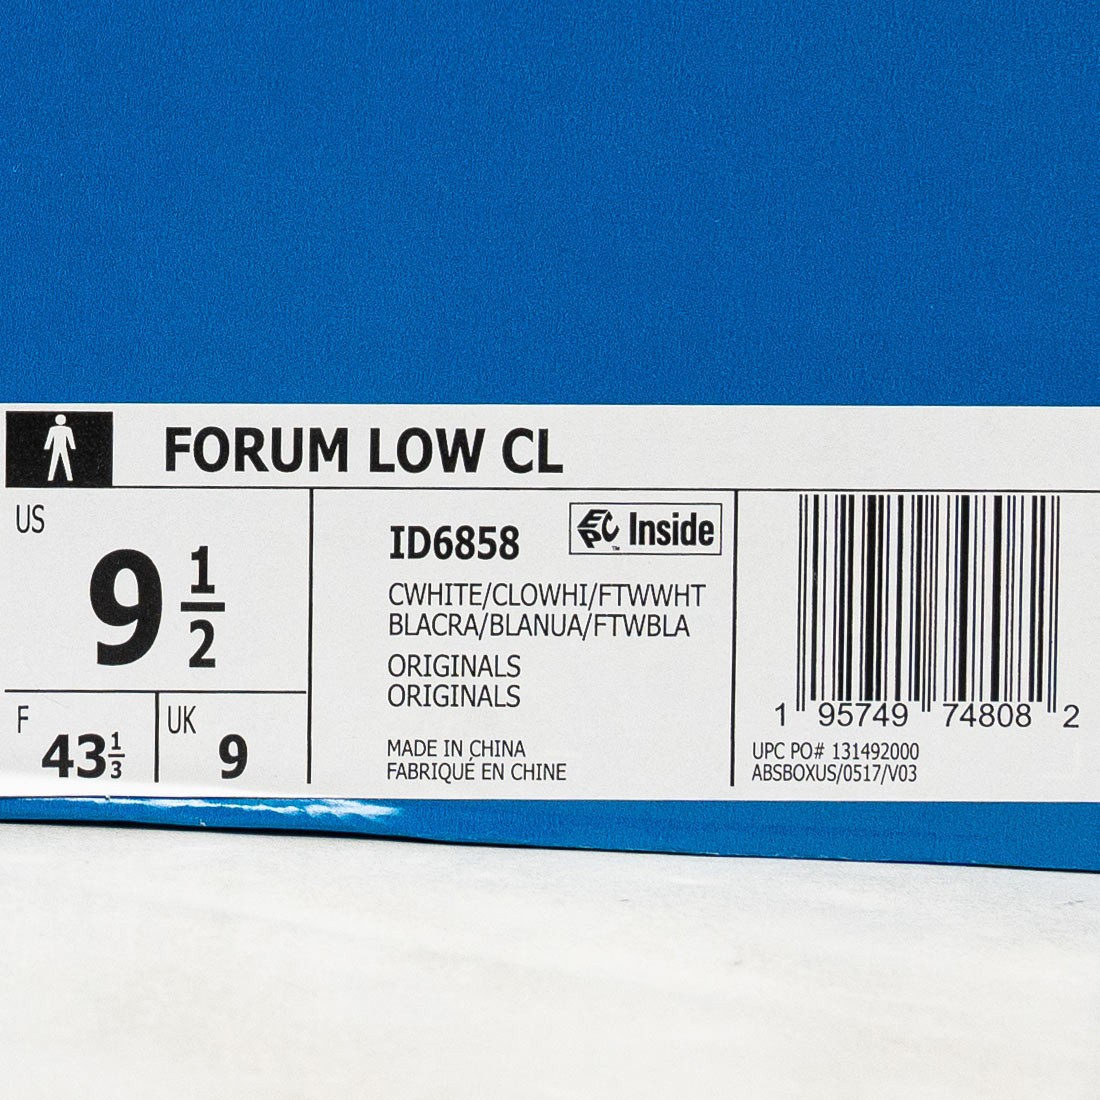 FORUM LOW CL
US
9 1/2
F
43 1/3
UK
9
ID6858
EPC™ Inside
CWHITE/CLOWHI/FTWWHT
BLACRA/BLANUA/FTWBLA
ORIGINALS
ORIGINALS
MADE IN CHINA
FABRIQUÉ EN CHINE
1 95749 74808 2
UPC PO# 131492000
ABSBOXUS/0517/V03